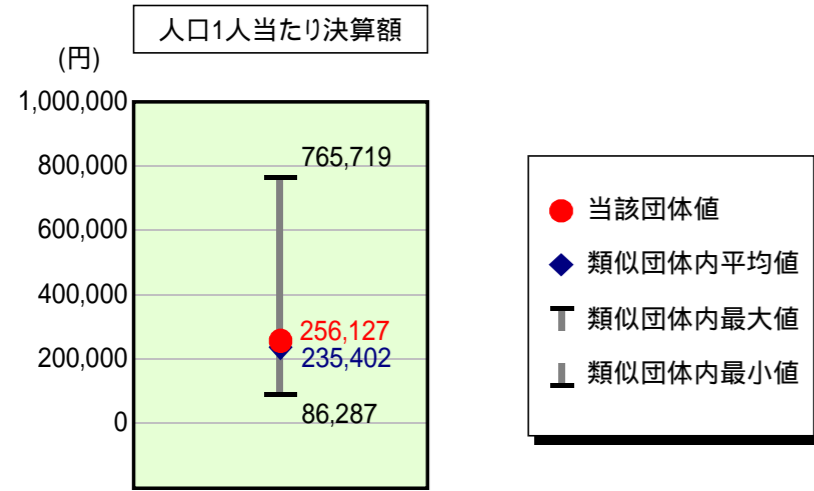 人口1人当たり決算額
(円)
1,000,000
800,000
600,000
400,000
200,000
0
765,719
256,127
235,402
86,287
当該団体値
類似団体内平均値
類似団体内最大値
類似団体内最小値